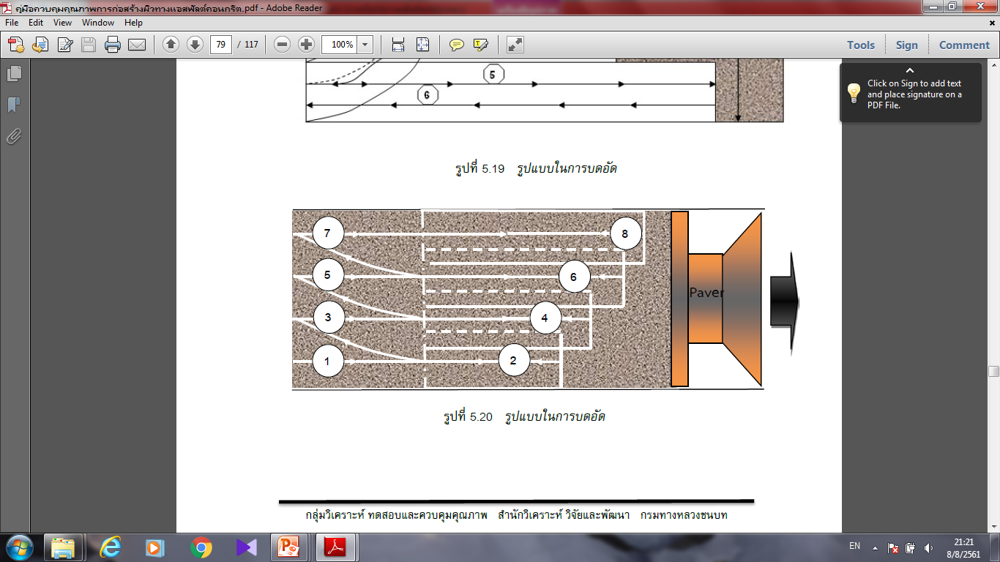 คู่มือควบคุมคุณภาพการก่อสร้างผิวทางแอสฟัลต์คอนกรีต.pdf - Adobe Reader
File Edit View Window Help
79 / 117 100% Tools Sign Comment
Click on Sign to add text
and place signature on a
PDF File.
5
6
รูปที่ 5.19 รูปแบบในการบดอัด
7 8
5 6
Paver
3 4
1 2
รูปที่ 5.20 รูปแบบในการบดอัด
กลุ่มวิเคราะห์ ทดสอบและควบคุมคุณภาพ สำนักวิเคราะห์ วิจัยและพัฒนา กรมทางหลวงชนบท
EN 21:21
8/8/2561